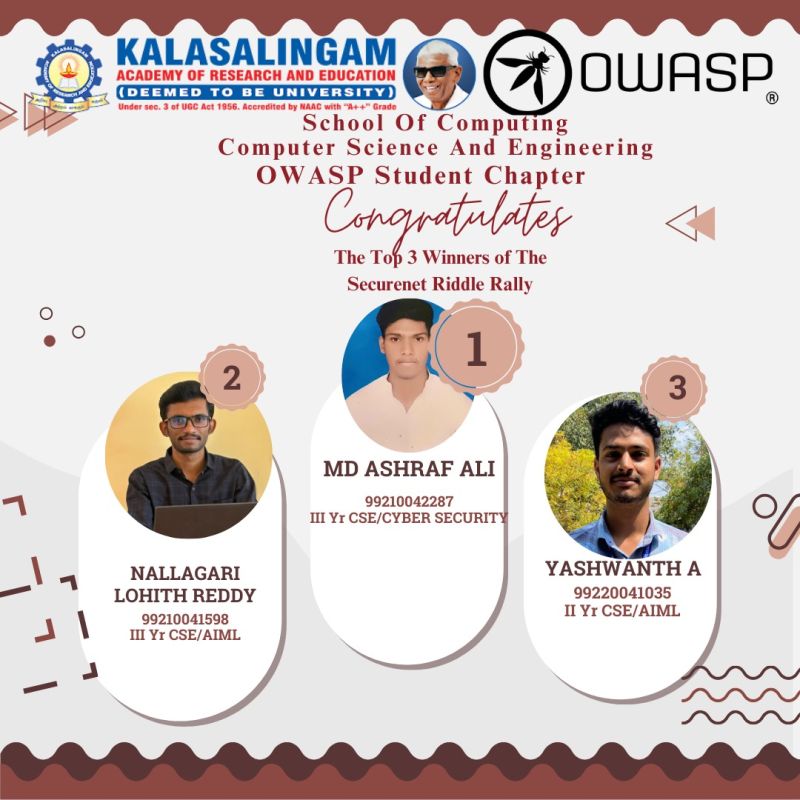 KALASALINGAM
ACADEMY OF RESEARCH AND EDUCATION
(DEEMED TO BE UNIVERSITY)
Under sec. 3 of UGC Act 1956. Accredited by NAAC with "A++" Grade
OWASP
®
School Of Computing
Computer Science And Engineering
OWASP Student Chapter
Congratulates
The Top 3 Winners of The
Securenet Riddle Rally
1
MD ASHRAF ALI
99210042287
III Yr CSE/CYBER SECURITY
2
NALLAGARI
LOHITH REDDY
99210041598
III Yr CSE/AIML
3
YASHWANTH A
99220041035
II Yr CSE/AIML